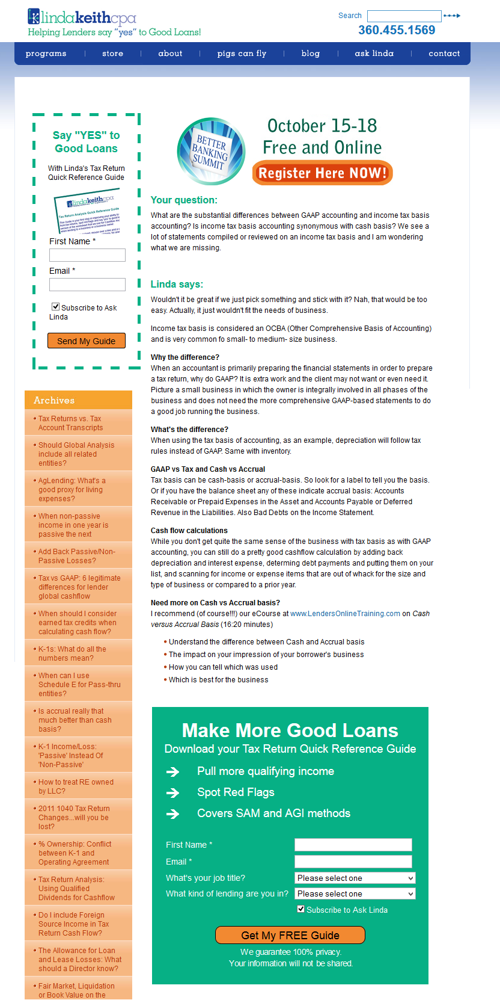 lindakeithcpa
Helping Lenders say "yes" to Good Loans!
Search
360.455.1569
programs
store
about
pigs can fly
blog
ask linda
contact
Say "YES" to
Good Loans
With Linda's Tax Return
Quick Reference Guide
lindakeithcpa
Tax Return Analysis Quick Reference Guide
First Name *
Email *
Subscribe to Ask
Linda
Send My Guide
Archives
• Tax Returns vs. Tax
Account Transcripts
• Should Global Analysis
include all related
entities?
• AgLending: What's a
good proxy for living
expenses?
• When non-passive
income in one year is
passive the next
• Add Back Passive/Non-
Passive Losses?
• Tax vs GAAP: 6 legitimate
differences for lender
global cashflow
• When should I consider
earned tax credits when
calculating cash flow?
• K-1s: What do all the
numbers mean?
• When can I use
Schedule E for Pass-thru
entities?
• Is accrual really that
much better than cash
basis?
• K-1 Income/Loss:
'Passive' Instead Of
'Non-Passive'
• How to treat RE owned
by LLC?
• 2011 1040 Tax Return
Changes...will you be
lost?
• % Ownership: Conflict
between K-1 and
Operating Agreement
• Tax Return Analysis:
Using Qualified
Dividends for Cashflow
• Do I include Foreign
Source Income in Tax
Return Cash Flow?
• The Allowance for Loan
and Lease Losses: What
should a Director know?
• Fair Market, Liquidation
or Book Value on the
BETTER
BANKING
SUMMIT
October 15-18
Free and Online
Register Here NOW!
Your question:
What are the substantial differences between GAAP accounting and income tax basis
accounting? Is income tax basis accounting synonymous with cash basis? We see a
lot of statements compiled or reviewed on an income tax basis and I am wondering
what we are missing.
Linda says:
Wouldn't it be great if we just pick something and stick with it? Nah, that would be too
easy. Actually, it just wouldn't fit the needs of business.
Income tax basis is considered an OCBA (Other Comprehensive Basis of Accounting)
and is very common fo small- to medium- size business.
Why the difference?
When an accountant is primarily preparing the financial statements in order to prepare
a tax return, why do GAAP? It is extra work and the client may not want or even need it.
Picture a small business in which the owner is integrally involved in all phases of the
business and does not need the more comprehensive GAAP-based statements to do
a good job running the business.
What's the difference?
When using the tax basis of accounting, as an example, depreciation will follow tax
rules instead of GAAP. Same with inventory.
GAAP vs Tax and Cash vs Accrual
Tax basis can be cash-basis or accrual-basis. So look for a label to tell you the basis.
Or if you have the balance sheet any of these indicate accrual basis: Accounts
Receivable or Prepaid Expenses in the Asset and Accounts Payable or Deferred
Revenue in the Liabilities. Also Bad Debts on the Income Statement.
Cash flow calculations
While you don't get quite the same sense of the business with tax basis as with GAAP
accounting, you can still do a pretty good cashflow calculation by adding back
depreciation and interest expense, determing debt payments and putting them on your
list, and scanning for income or expense items that are out of whack for the size and
type of business or compared to a prior year.
Need more on Cash vs Accrual basis?
I recommend (of course!!!) our eCourse at www.LendersOnlineTraining.com on Cash
versus Accrual Basis (16:20 minutes)
• Understand the difference between Cash and Accrual basis
• The impact on your impression of your borrower's business
• How you can tell which was used
• Which is best for the business
Make More Good Loans
Download your Tax Return Quick Reference Guide
Pull more qualifying income
Spot Red Flags
Covers SAM and AGI methods
First Name *
Email *
What's your job title?
Please select one
What kind of lending are you in?
Please select one
Subscribe to Ask Linda
Get My FREE Guide
We guarantee 100% privacy.
Your information will not be shared.